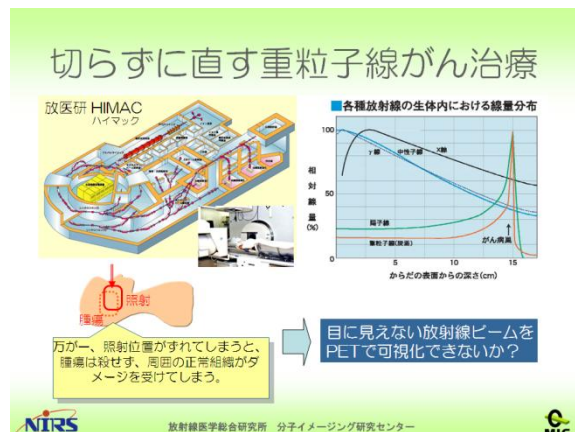 切らずに直す重粒子線がん治療
放医研 HIMAC
ハイマック
■各種放射線の生体内における線量分布
100
50
0
相対線量(%)
γ線
中性子線
X線
陽子線
重粒子線(炭素)
がん病巣
5
10
15
からだの表面からの深さ(cm)
照射
腫瘍
万が一、照射位置がずれてしまうと、
腫瘍は殺せず、周囲の正常組織がダ
メージを受けてしまう。
目に見えない放射線ビームを
PETで可視化できないか?
NIRS
放射線医学総合研究所 分子イメージング研究センター
MIC